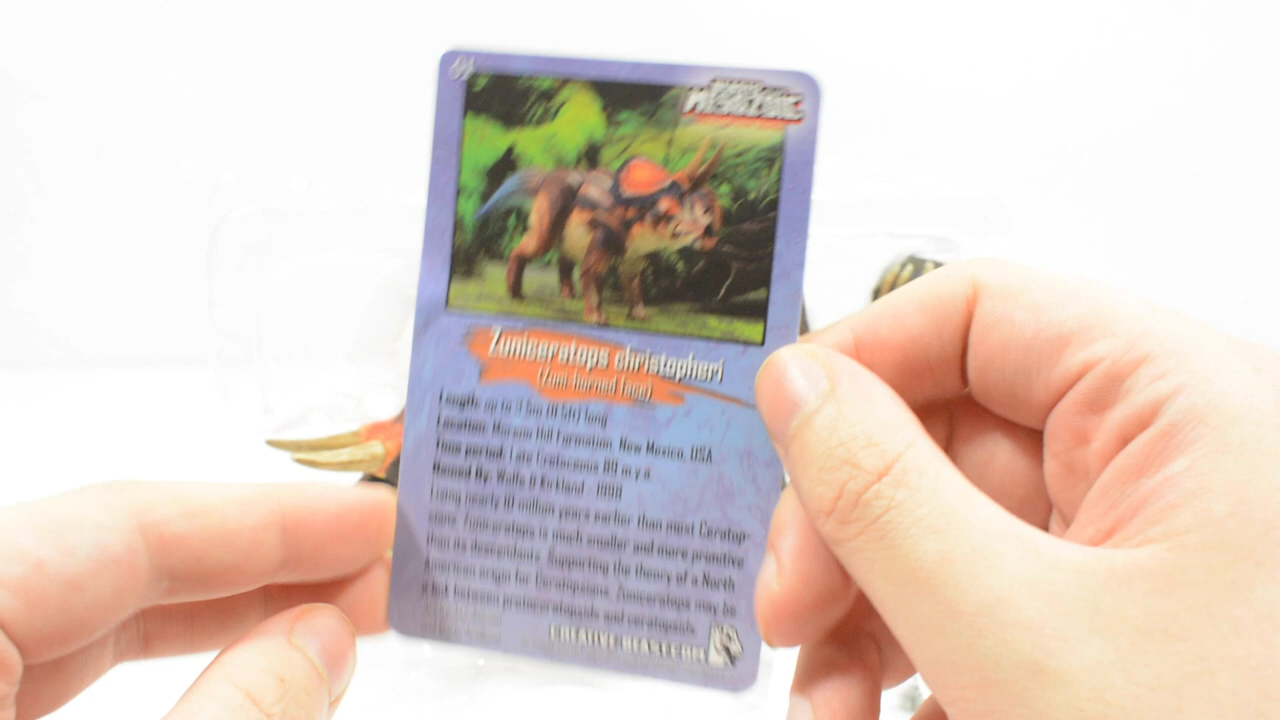 MESOZOIC
Zuniceratops christopheri
(Zuni-horned face)
Length: up to 3.5m (11.5ft) long
Location: Moreno Hill Formation, New Mexico, USA
Time period: Late Cretaceous, 89 m.y.a
Named By: Wolfe & Kirkland, 1998
Living nearly 10 million years earlier than most Ceratop-
sians, Zuniceratops is much smaller and more primitive
than its descendants. Supporting the theory of a North
American origin for Ceratopsians, Zuniceratops may be
a link between protoceratopsids and ceratopsids.
CREATIVE-BEAST.COM